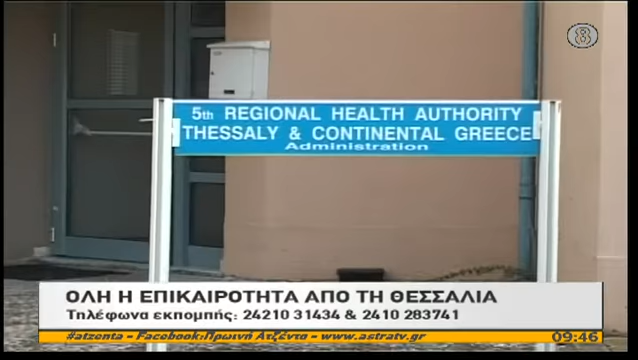 8
5th REGIONAL HEALTH AUTHORITY
THESSALY & CONTINENTAL GREECE
Administration
ΟΛΗ Η ΕΠΙΚΑΙΡΟΤΗΤΑ ΑΠΟ ΤΗ ΘΕΣΣΑΛΙΑ
Τηλέφωνα εκπομπής: 24210 31434 & 2410 283741
#atzenta - Facebook:Πρωινή Ατζέντα - www.astratv.gr
09:46